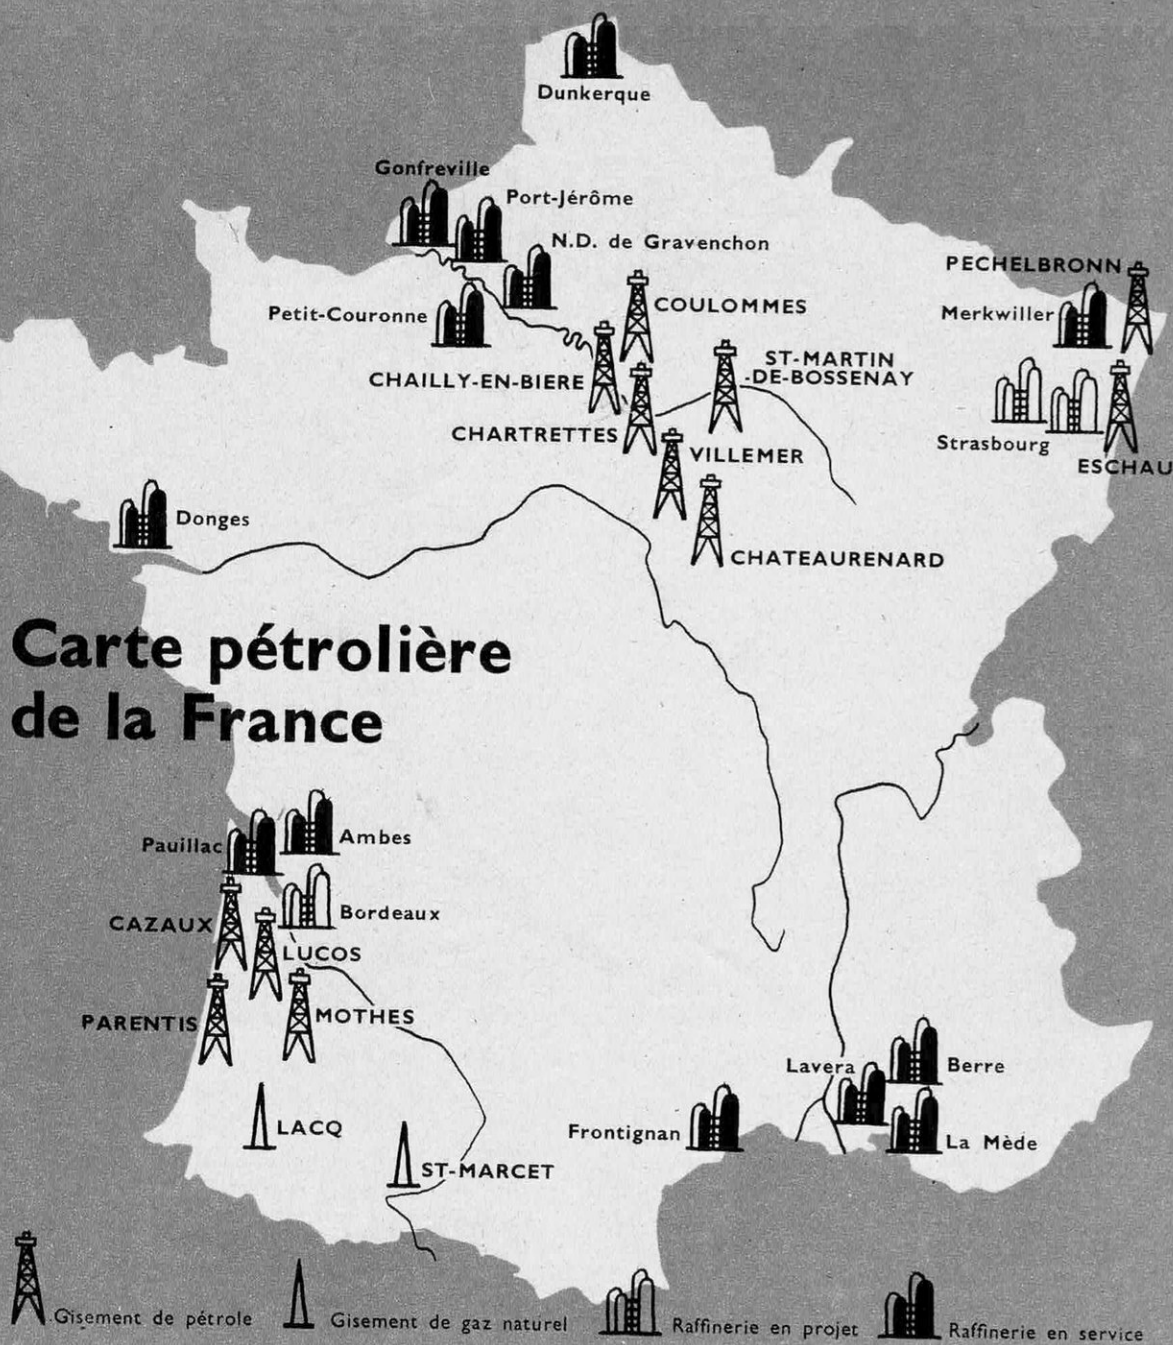 Dunkerque
Gonfreville
Port-Jérôme
N.D. de Gravenchon
Petit-Couronne
COULOMMES
PECHELBRONN
Merkwiller
CHAILLY-EN-BIERE
ST-MARTIN
-DE-BOSSENAY
CHARTRETTES
VILLEMER
Strasbourg
ESCHAU
Donges
CHATEAURENARD
Carte pétrolière
de la France
Pauillac
Ambes
CAZAUX
Bordeaux
LUCOS
PARENTIS
MOTHES
Lavera
Berre
LACQ
Frontignan
La Mède
ST-MARCET
Gisement de pétrole
Gisement de gaz naturel
Raffinerie en projet
Raffinerie en service